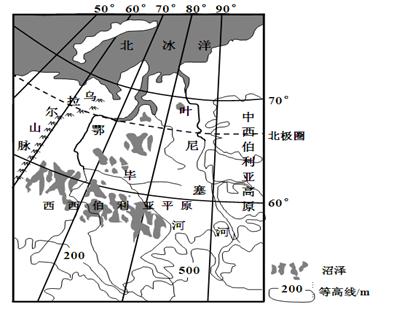 50° 60° 70° 80° 90°
北冰洋
乌拉尔山脉
70°
北极圈
鄂毕河
叶尼塞河
中西伯利亚高原
西西伯利亚平原
60°
200
500
沼泽
200 等高线/m